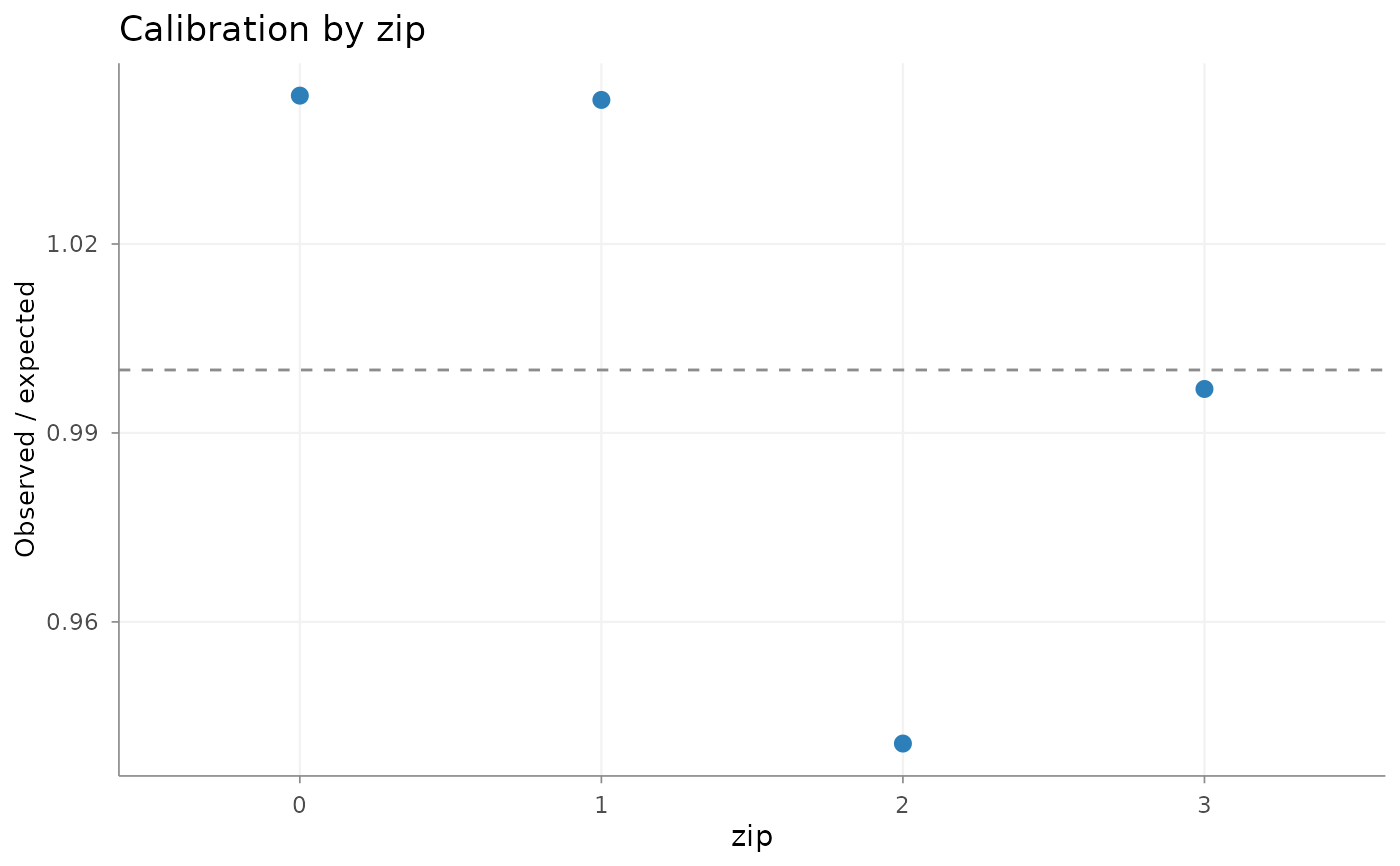 Calibration by zip
Observed / expected
1.02
0.99
0.96
0 1 2 3
zip